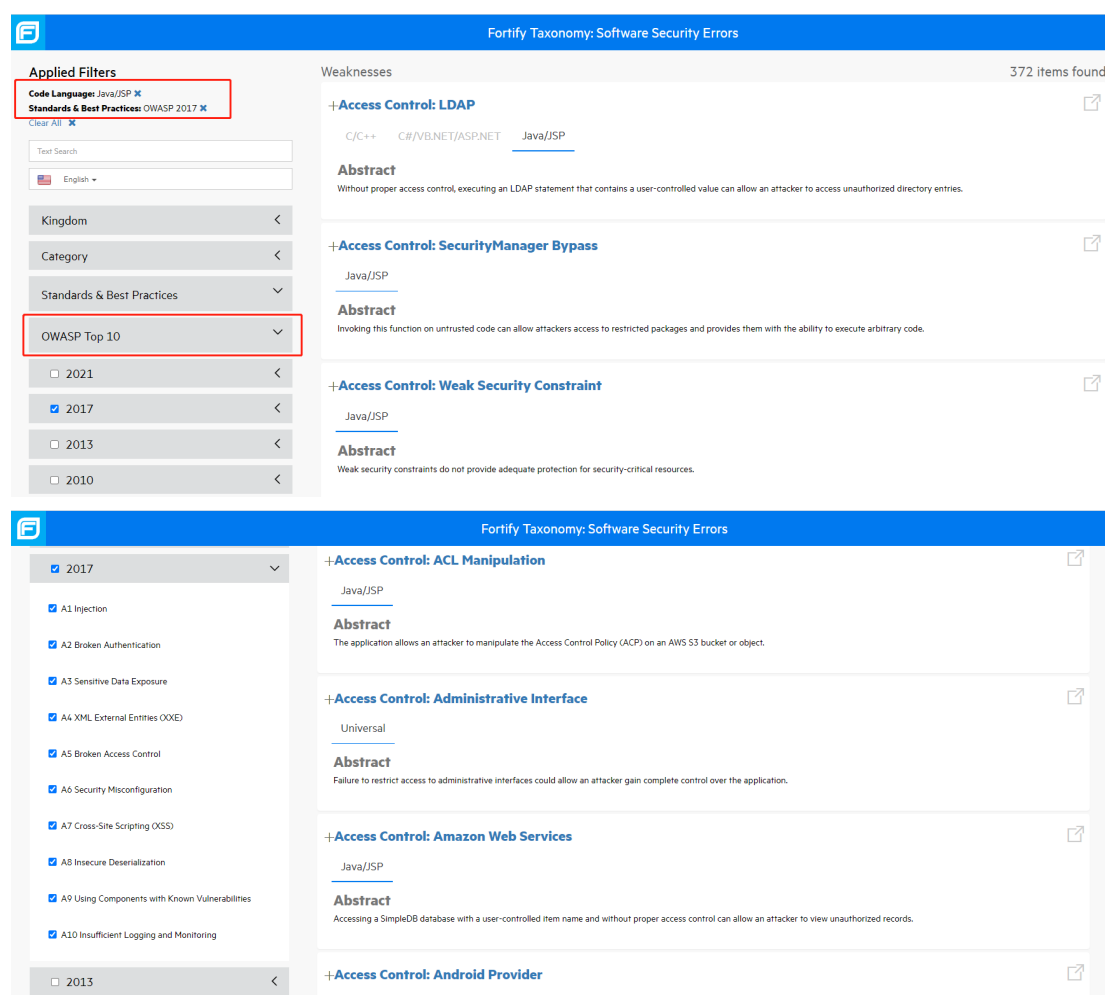 Fortify Taxonomy: Software Security Errors
Applied Filters
Code Language: Java/JSP ✖
Standards & Best Practices: OWASP 2017 ✖
Clear All ✖
Text Search
English
Kingdom
Category
Standards & Best Practices
OWASP Top 10
2021
2017
2013
2010
Weaknesses
372 items found
+Access Control: LDAP
C/C++ C#/VB.NET/ASP.NET Java/JSP
Abstract
Without proper access control, executing an LDAP statement that contains a user-controlled value can allow an attacker to access unauthorized directory entries.
+Access Control: SecurityManager Bypass
Java/JSP
Abstract
Invoking this function on untrusted code can allow attackers access to restricted packages and provides them with the ability to execute arbitrary code.
+Access Control: Weak Security Constraint
Java/JSP
Abstract
Weak security constraints do not provide adequate protection for security-critical resources.
Fortify Taxonomy: Software Security Errors
2017
A1 Injection
A2 Broken Authentication
A3 Sensitive Data Exposure
A4 XML External Entities (XXE)
A5 Broken Access Control
A6 Security Misconfiguration
A7 Cross-Site Scripting (XSS)
A8 Insecure Deserialization
A9 Using Components with Known Vulnerabilities
A10 Insufficient Logging and Monitoring
2013
+Access Control: ACL Manipulation
Java/JSP
Abstract
The application allows an attacker to manipulate the Access Control Policy (ACP) on an AWS S3 bucket or object.
+Access Control: Administrative Interface
Universal
Abstract
Failure to restrict access to administrative interfaces could allow an attacker gain complete control over the application.
+Access Control: Amazon Web Services
Java/JSP
Abstract
Accessing a SimpleDB database with a user-controlled item name and without proper access control can allow an attacker to view unauthorized records.
+Access Control: Android Provider